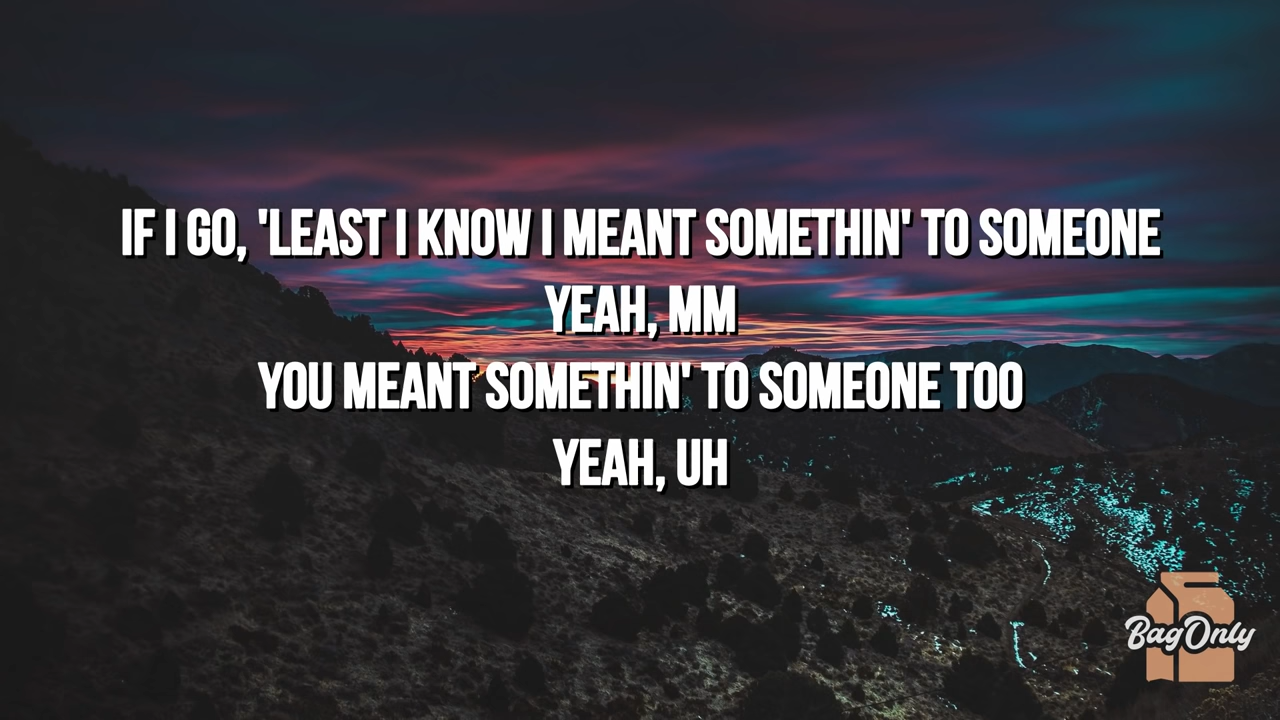 IF I GO, 'LEAST I KNOW I MEANT SOMETHIN' TO SOMEONE
YEAH, MM
YOU MEANT SOMETHIN' TO SOMEONE TOO
YEAH, UH
BagOnly